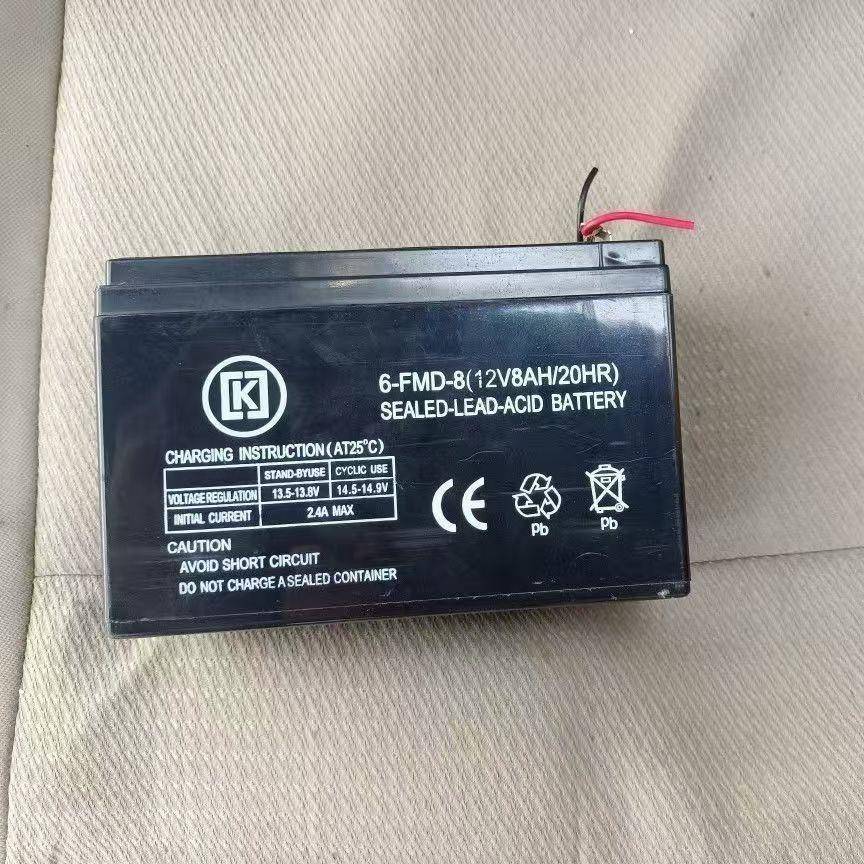 [K]
6-FMD-8(12V8AH/20HR)
SEALED-LEAD-ACID BATTERY
CHARGING INSTRUCTION(AT25°C)
STAND-BYUSE CYCLIC USE
VOLTAGE REGULATION 13.5-13.8V 14.5-14.9V
INITIAL CURRENT 2.4A MAX
CE
Pb Pb
CAUTION
AVOID SHORT CIRCUIT
DO NOT CHARGE A SEALED CONTAINER